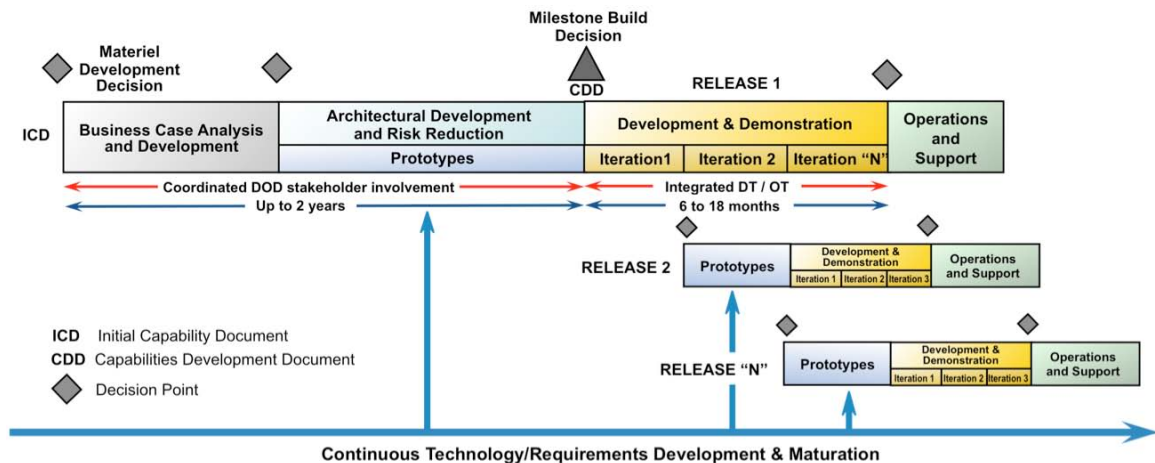 Milestone Build
Decision
Materiel
Development
Decision
CDD
RELEASE 1
ICD
Business Case Analysis
and Development
Architectural Development
and Risk Reduction
Prototypes
Development & Demonstration
Iteration1
Iteration 2
Iteration “N”
Operations
and
Support
Coordinated DOD stakeholder involvement
Integrated DT / OT
Up to 2 years
6 to 18 months
RELEASE 2
Prototypes
Development &
Demonstration
Iteration 1
Iteration 2
Iteration 3
Operations
and Support
ICD Initial Capability Document
CDD Capabilities Development Document
Decision Point
RELEASE “N”
Prototypes
Development &
Demonstration
Iteration 1
Iteration 2
Iteration 3
Operations
and Support
Continuous Technology/Requirements Development & Maturation